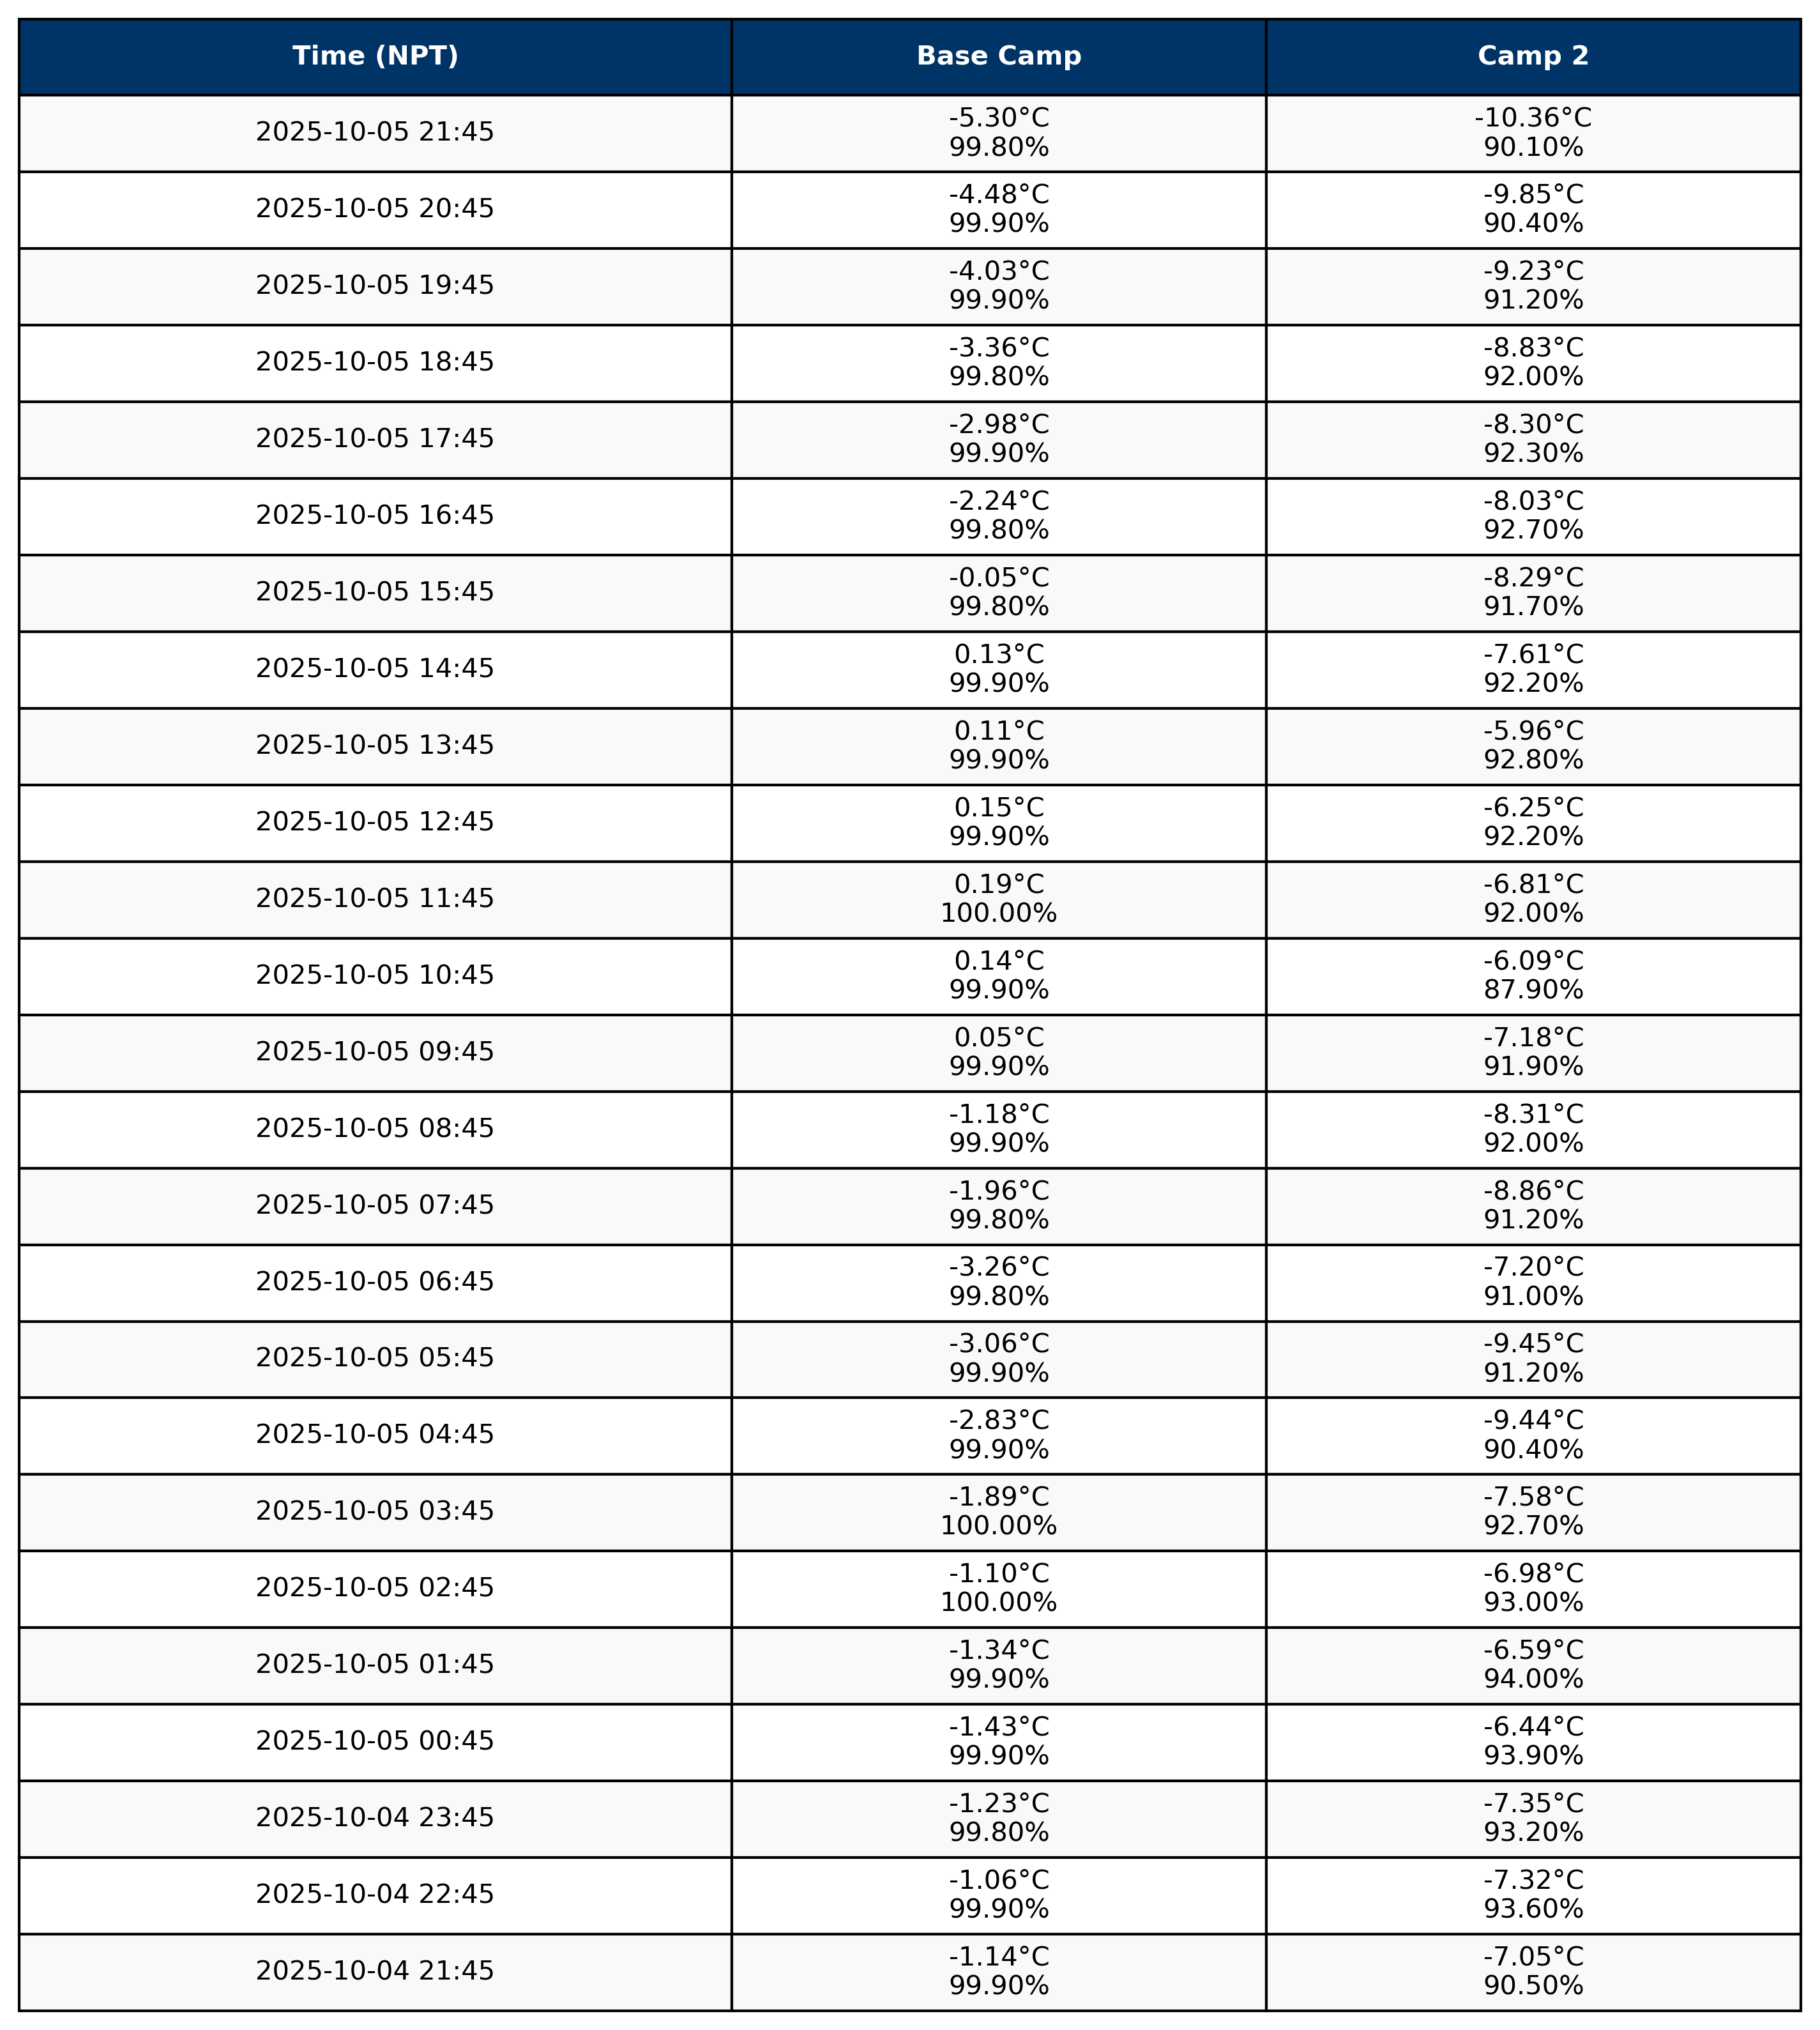 Time (NPT) Base Camp Camp 2
2025-10-05 21:45 -5.30°C -10.36°C
99.80% 90.10%
2025-10-05 20:45 -4.48°C -9.85°C
99.90% 90.40%
2025-10-05 19:45 -4.03°C -9.23°C
99.90% 91.20%
2025-10-05 18:45 -3.36°C -8.83°C
99.80% 92.00%
2025-10-05 17:45 -2.98°C -8.30°C
99.90% 92.30%
2025-10-05 16:45 -2.24°C -8.03°C
99.80% 92.70%
2025-10-05 15:45 -0.05°C -8.29°C
99.80% 91.70%
2025-10-05 14:45 0.13°C -7.61°C
99.90% 92.20%
2025-10-05 13:45 0.11°C -5.96°C
99.90% 92.80%
2025-10-05 12:45 0.15°C -6.25°C
99.90% 92.20%
2025-10-05 11:45 0.19°C -6.81°C
100.00% 92.00%
2025-10-05 10:45 0.14°C -6.09°C
99.90% 87.90%
2025-10-05 09:45 0.05°C -7.18°C
99.90% 91.90%
2025-10-05 08:45 -1.18°C -8.31°C
99.90% 92.00%
2025-10-05 07:45 -1.96°C -8.86°C
99.80% 91.20%
2025-10-05 06:45 -3.26°C -7.20°C
99.80% 91.00%
2025-10-05 05:45 -3.06°C -9.45°C
99.90% 91.20%
2025-10-05 04:45 -2.83°C -9.44°C
99.90% 90.40%
2025-10-05 03:45 -1.89°C -7.58°C
100.00% 92.70%
2025-10-05 02:45 -1.10°C -6.98°C
100.00% 93.00%
2025-10-05 01:45 -1.34°C -6.59°C
99.90% 94.00%
2025-10-05 00:45 -1.43°C -6.44°C
99.90% 93.90%
2025-10-04 23:45 -1.23°C -7.35°C
99.80% 93.20%
2025-10-04 22:45 -1.06°C -7.32°C
99.90% 93.60%
2025-10-04 21:45 -1.14°C -7.05°C
99.90% 90.50%